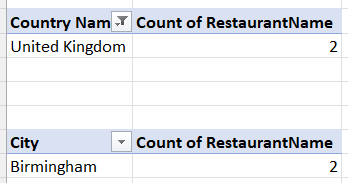 Country Nam Count of RestaurantName
United Kingdom 2
City Count of RestaurantName
Birmingham 2